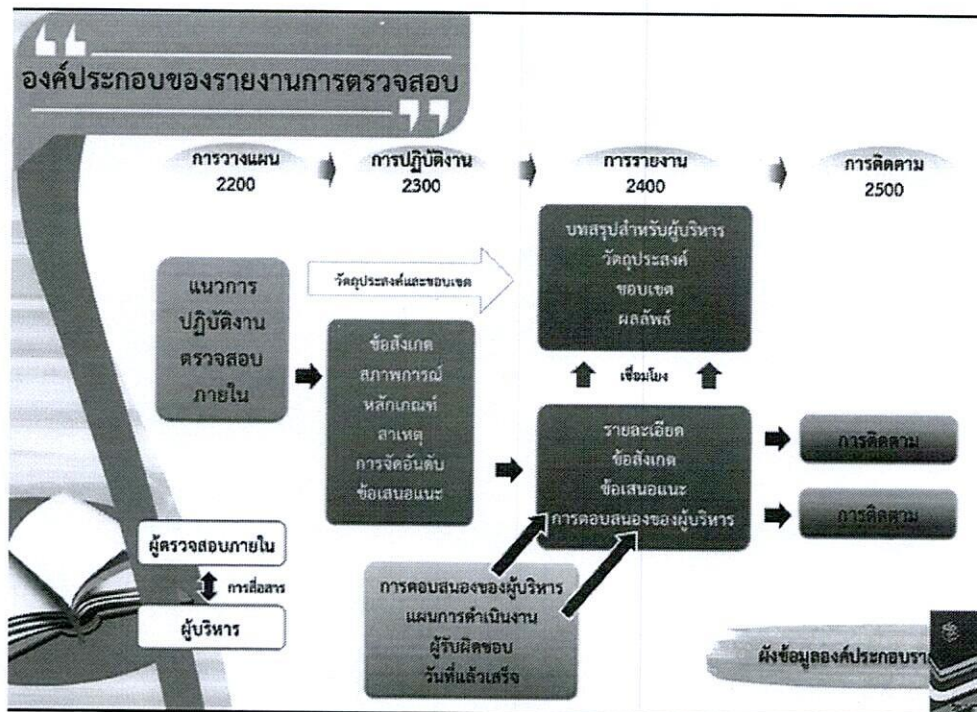 องค์ประกอบของรายงานการตรวจสอบ
การวางแผน
2200
การปฏิบัติงาน
2300
การรายงาน
2400
การติดตาม
2500
แนวการ
ปฏิบัติงาน
ตรวจสอบ
ภายใน
วัตถุประสงค์และขอบเขต
ข้อสังเกต
สภาพการณ์
หลักเกณฑ์
สาเหตุ
การจัดอันดับ
ข้อเสนอแนะ
บทสรุปสำหรับผู้บริหาร
วัตถุประสงค์
ขอบเขต
ผลลัพธ์
เชื่อมโยง
รายละเอียด
ข้อสังเกต
ข้อเสนอแนะ
การตอบสนองของผู้บริหาร
การติดตาม
การติดตาม
ผู้ตรวจสอบภายใน
การสื่อสาร
ผู้บริหาร
การตอบสนองของผู้บริหาร
แผนการดำเนินงาน
ผู้รับผิดชอบ
วันที่แล้วเสร็จ
ผังข้อมูลองค์ประกอบรา